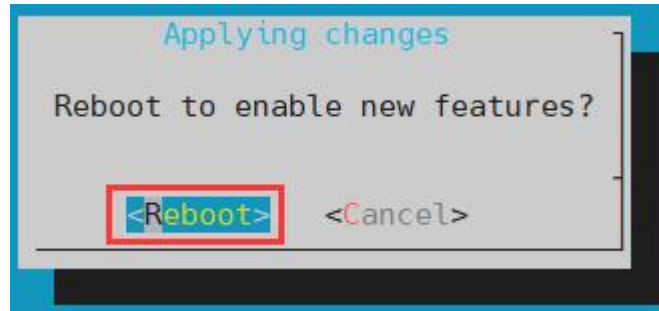 Applying changes
Reboot to enable new features?
<Reboot> <Cancel>